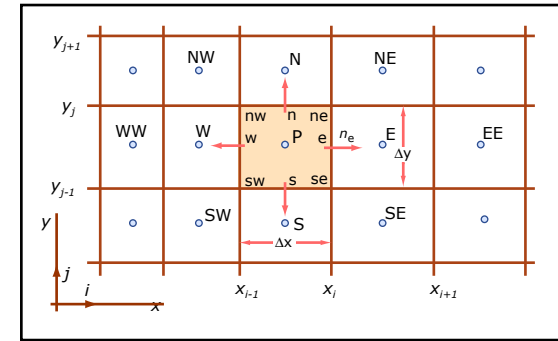 y_{j+1} NW N NE
y_j nw n ne
WW W w P e n_e E Δy EE
y_{j-1} sw s se
y SW S SE
Δx
j
i x x_{i-1} x_i x_{i+1}